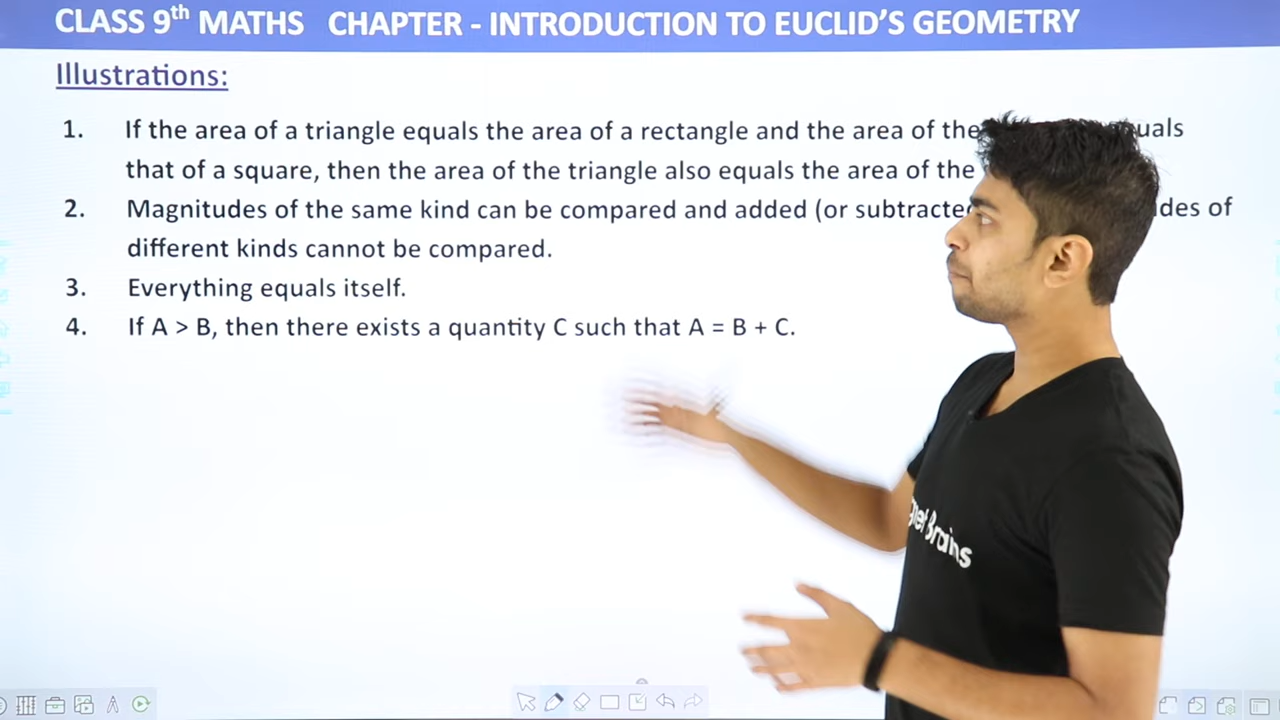 CLASS 9th MATHS CHAPTER - INTRODUCTION TO EUCLID'S GEOMETRY
Illustrations:
1. If the area of a triangle equals the area of a rectangle and the area of the
that of a square, then the area of the triangle also equals the area of the
2. Magnitudes of the same kind can be compared and added (or subtracted of
different kinds cannot be compared.
3. Everything equals itself.
4. If A > B, then there exists a quantity C such that A = B + C.
Brains